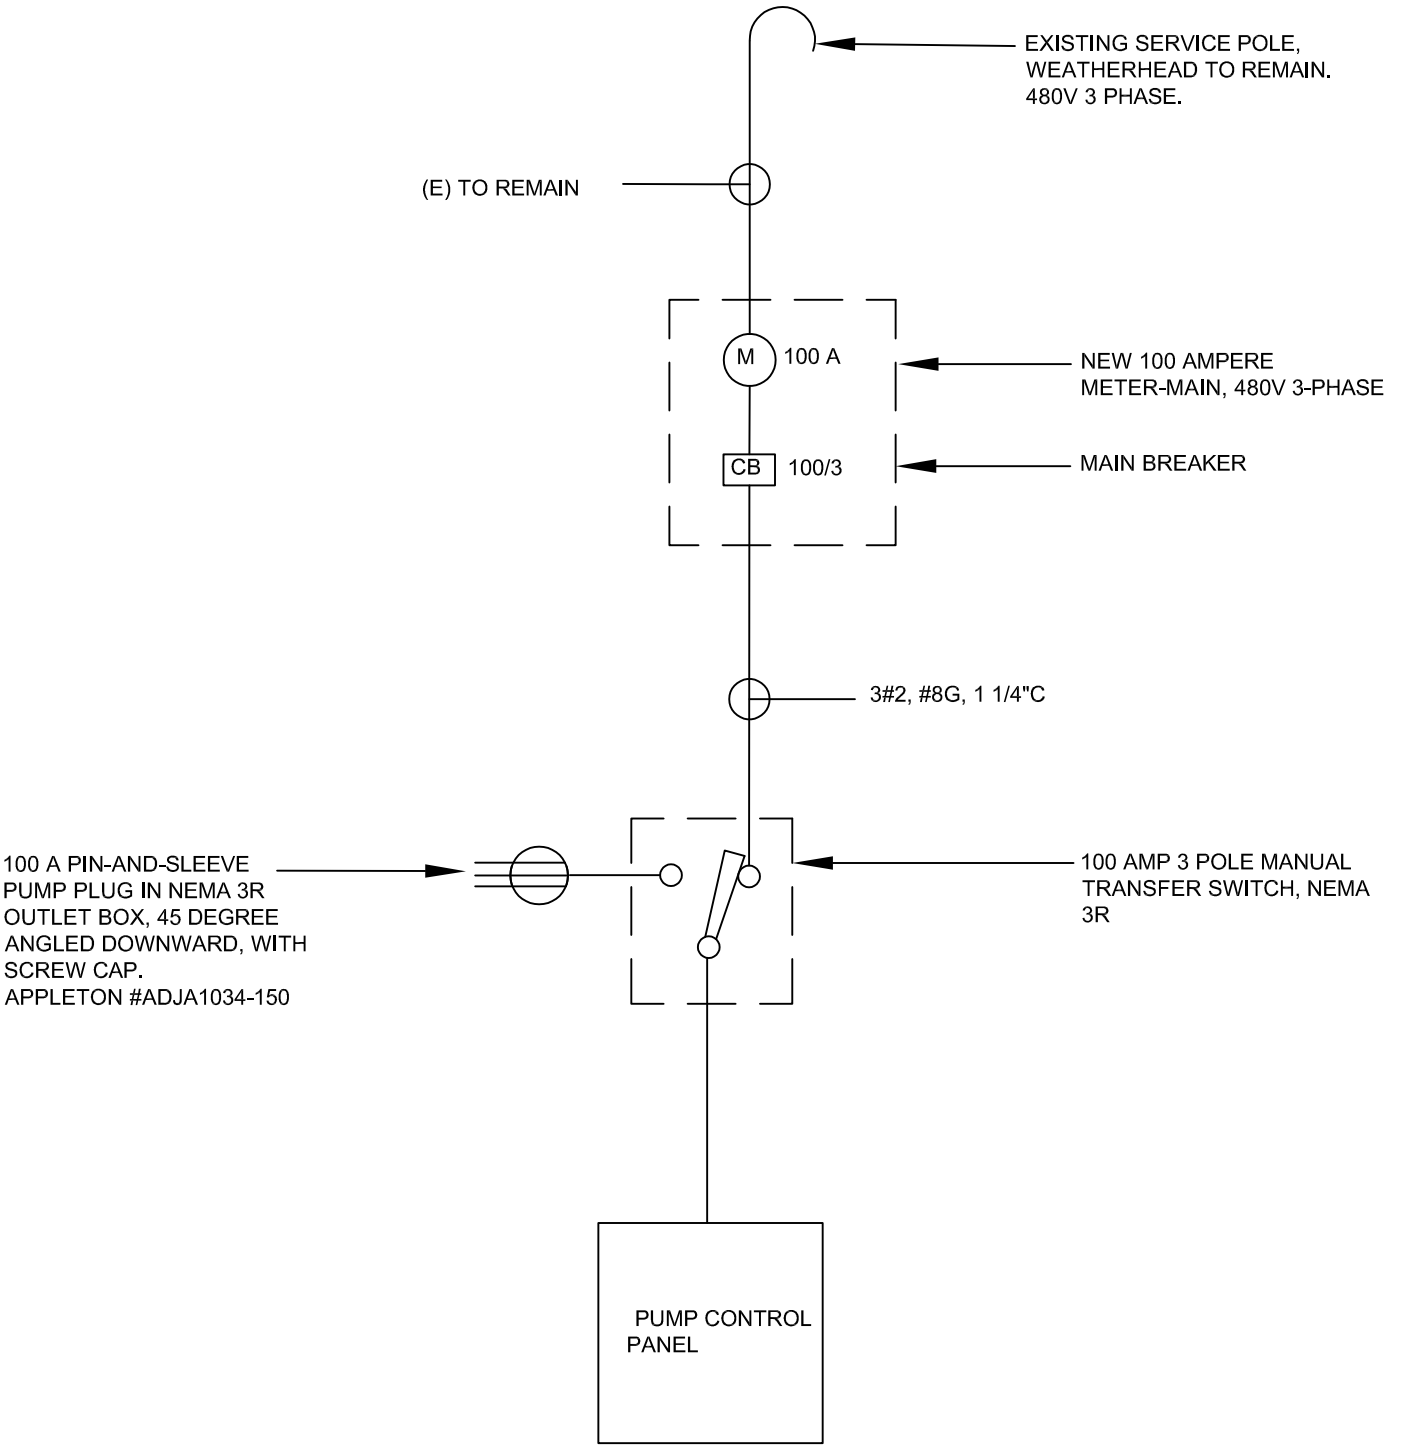 EXISTING SERVICE POLE,
WEATHERHEAD TO REMAIN.
480V 3 PHASE.
(E) TO REMAIN
M
100 A
NEW 100 AMPERE
METER-MAIN, 480V 3-PHASE
CB
100/3
MAIN BREAKER
3#2, #8G, 1 1/4"C
100 A PIN-AND-SLEEVE
PUMP PLUG IN NEMA 3R
OUTLET BOX, 45 DEGREE
ANGLED DOWNWARD, WITH
SCREW CAP.
APPLETON #ADJA1034-150
100 AMP 3 POLE MANUAL
TRANSFER SWITCH, NEMA
3R
PUMP CONTROL
PANEL